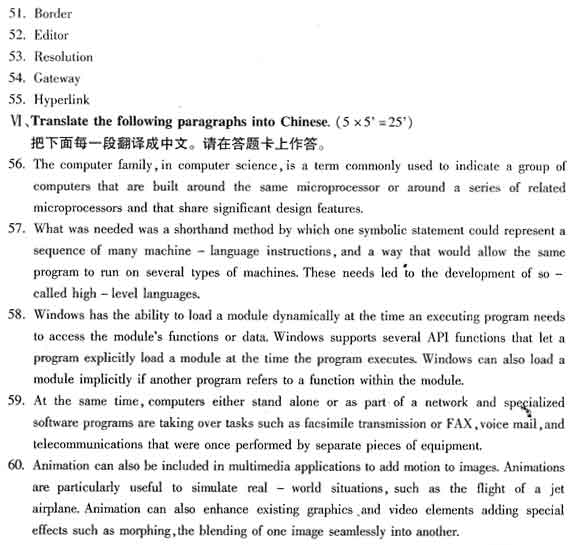 51. Border
52. Editor
53. Resolution
54. Gateway
55. Hyperlink
Ⅵ、Translate the following paragraphs into Chinese. (5×5'=25')
把下面每一段翻译成中文。请在答题卡上作答。
56. The computer family, in computer science, is a term commonly used to indicate a group of
computers that are built around the same microprocessor or around a series of related
microprocessors and that share significant design features.
57. What was needed was a shorthand method by which one symbolic statement could represent a
sequence of many machine – language instructions, and a way that would allow the same
program to run on several types of machines. These needs led to the development of so –
called high – level languages.
58. Windows has the ability to load a module dynamically at the time an executing program needs
to access the module's functions or data. Windows supports several API functions that let a
program explicitly load a module at the time the program executes. Windows can also load a
module implicitly if another program refers to a function within the module.
59. At the same time, computers either stand alone or as part of a network and specialized
software programs are taking over tasks such as facsimile transmission or FAX, voice mail, and
telecommunications that were once performed by separate pieces of equipment.
60. Animation can also be included in multimedia applications to add motion to images. Animations
are particularly useful to simulate real – world situations, such as the flight of a jet
airplane. Animation can also enhance existing graphics and video elements adding special
effects such as morphing, the blending of one image seamlessly into another.